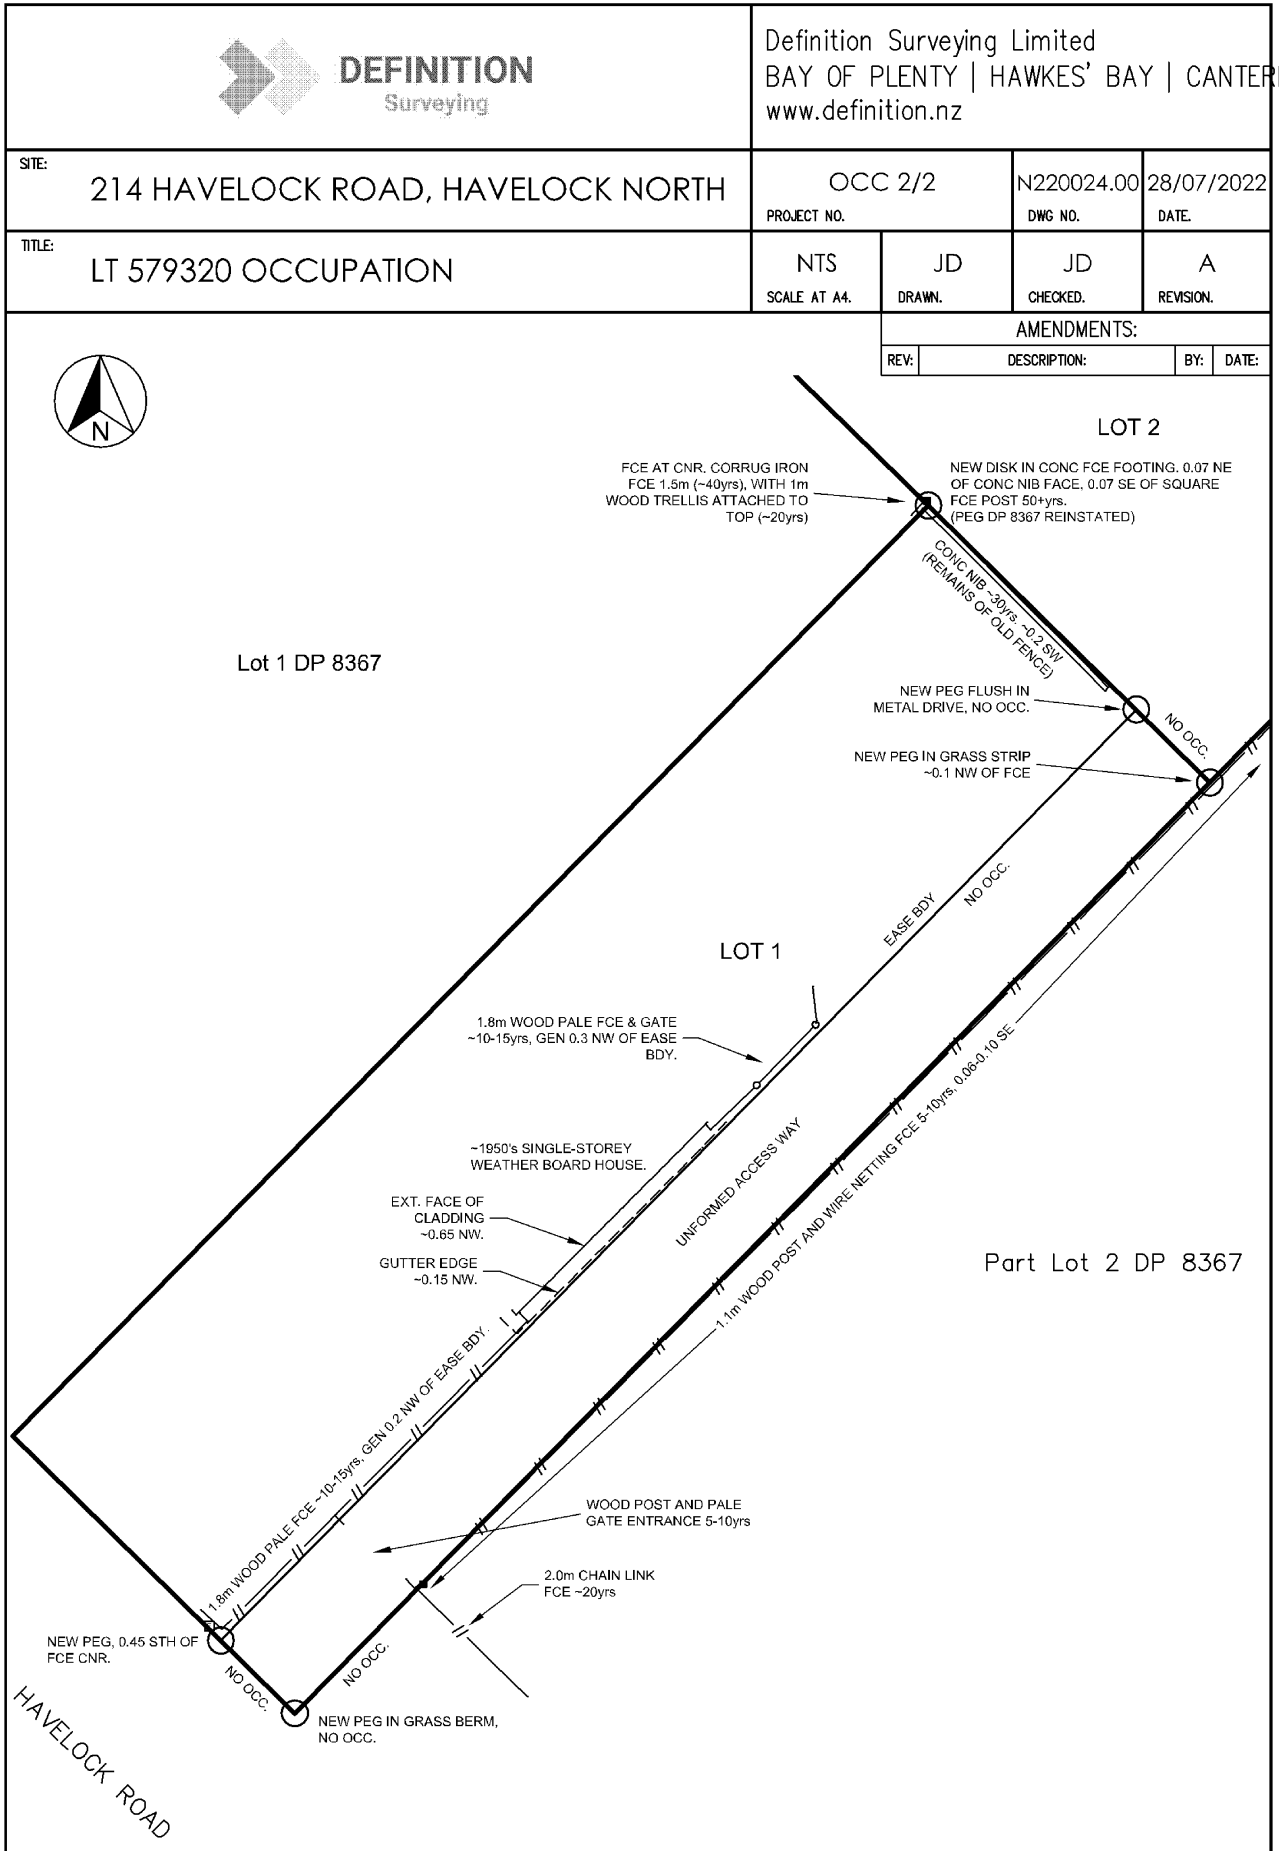 DEFINITION
Surveying
Definition Surveying Limited
BAY OF PLENTY | HAWKES' BAY |
www.definition.nz
SITE:
214 HAVELOCK ROAD, HAVELOCK NORTH
OCC 2/2
PROJECT NO.
N220024.00
DWG NO.
28/07/2022
DATE.
TITLE:
LT 579320 OCCUPATION
NTS
SCALE AT A4.
JD
DRAWN.
JD
CHECKED.
A
REVISION.
AMENDMENTS:
REV:
DESCRIPTION:
BY:
DATE:
N
LOT 2
FCE AT CNR. CORRUG IRON
FCE 1.5m (~40yrs), WITH 1m
WOOD TRELLIS ATTACHED TO
TOP (~20yrs)
NEW DISK IN CONC FCE FOOTING. 0.07 NE
OF CONC NIB FACE, 0.07 SE OF SQUARE
FCE POST 50+yrs.
(PEG DP 8367 REINSTATED)
CONC NIB ~30yrs. ~0.2 SW
(REMAINS OF OLD FENCE)
Lot 1 DP 8367
NEW PEG FLUSH IN
METAL DRIVE, NO OCC.
NO OCC.
NEW PEG IN GRASS STRIP
~0.1 NW OF FCE
EASE BDY
NO OCC.
LOT 1
1.8m WOOD PALE FCE & GATE
~10-15yrs, GEN 0.3 NW OF EASE
BDY.
~1950's SINGLE-STOREY
WEATHER BOARD HOUSE.
UNFORMED ACCESS WAY
1.1m WOOD POST AND WIRE NETTING FCE 5-10yrs, 0.06-0.10 SE
EXT. FACE OF
CLADDING
~0.65 NW.
GUTTER EDGE
~0.15 NW.
Part Lot 2 DP 8367
1.8m WOOD PALE FCE ~10-15yrs, GEN 0.2 NW OF EASE BDY.
WOOD POST AND PALE
GATE ENTRANCE 5-10yrs
2.0m CHAIN LINK
FCE ~20yrs
NEW PEG, 0.45 STH OF
FCE CNR.
NO OCC.
NO OCC.
NEW PEG IN GRASS BERM,
NO OCC.
HAVELOCK ROAD